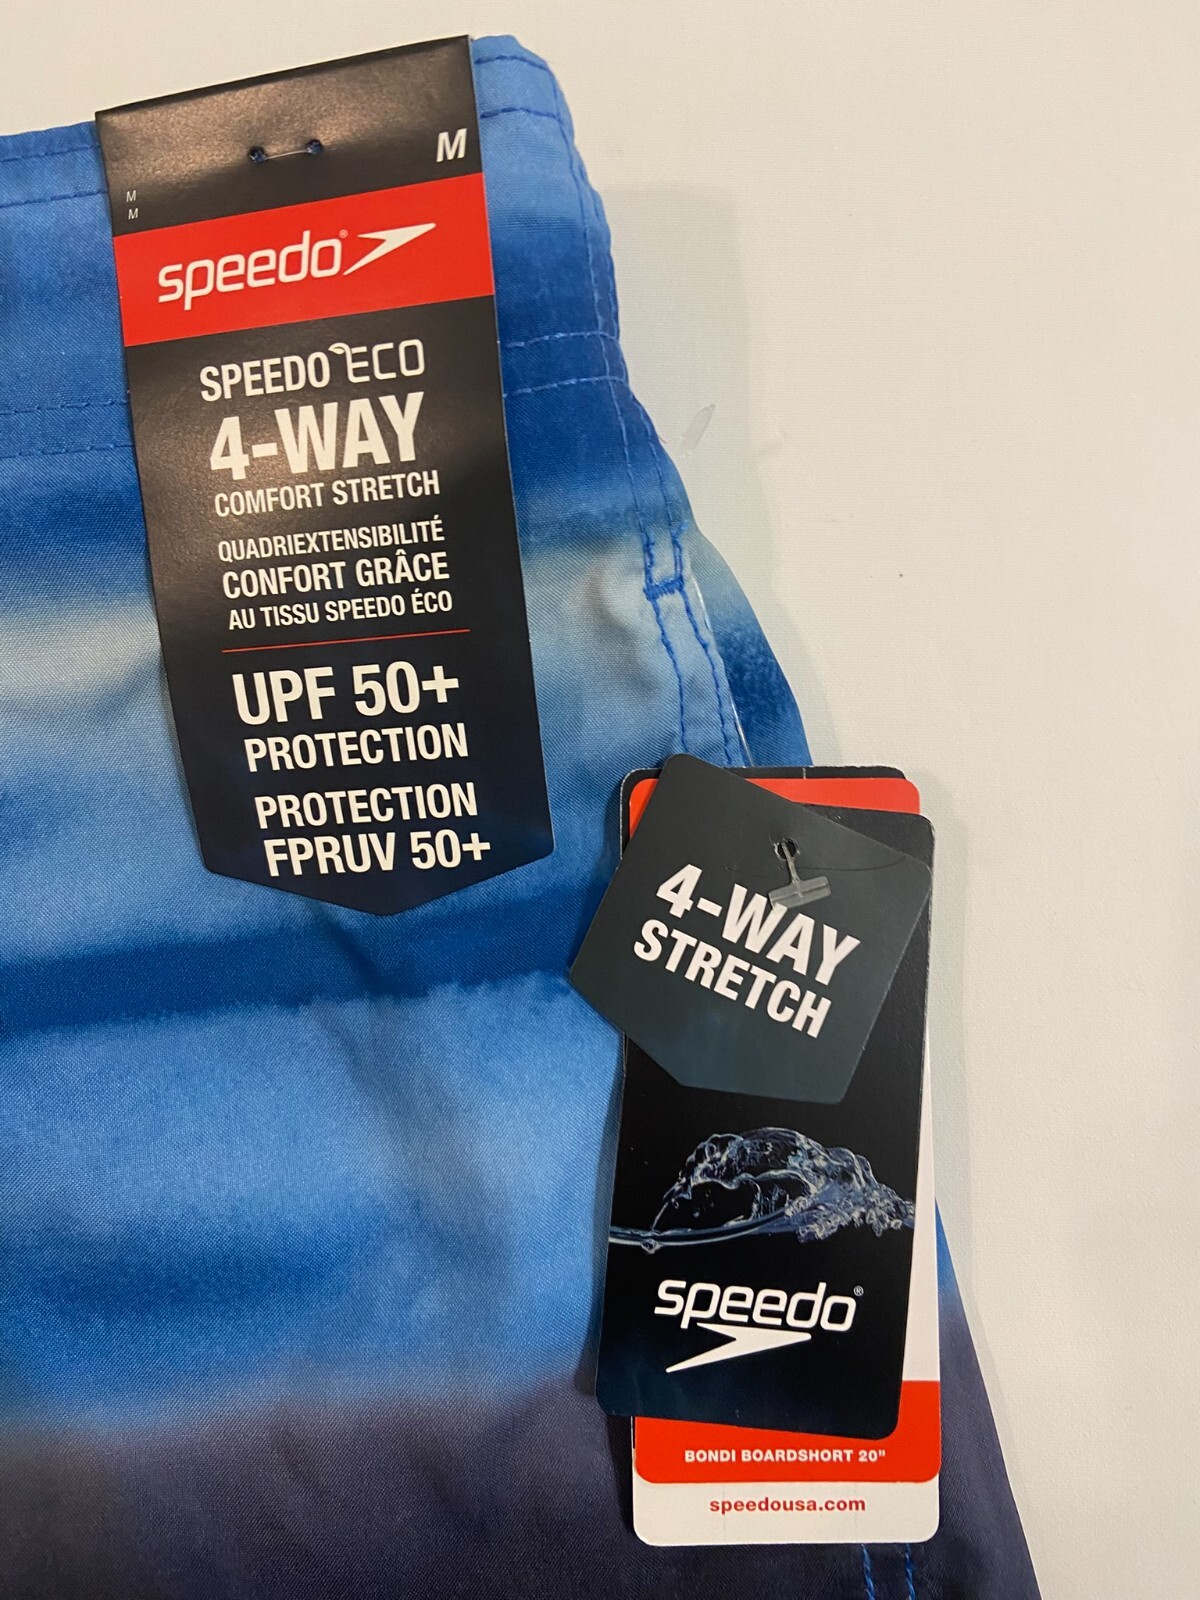 M
M
M
speedo®
SPEEDO ECO
4-WAY
COMFORT STRETCH
QUADRIEXTENSIBILITÉ
CONFORT GRÂCE
AU TISSU SPEEDO ÉCO
UPF 50+
PROTECTION
PROTECTION
FPRUV 50+
4-WAY
STRETCH
speedo®
BONDI BOARDSHORT 20"
speedousa.com